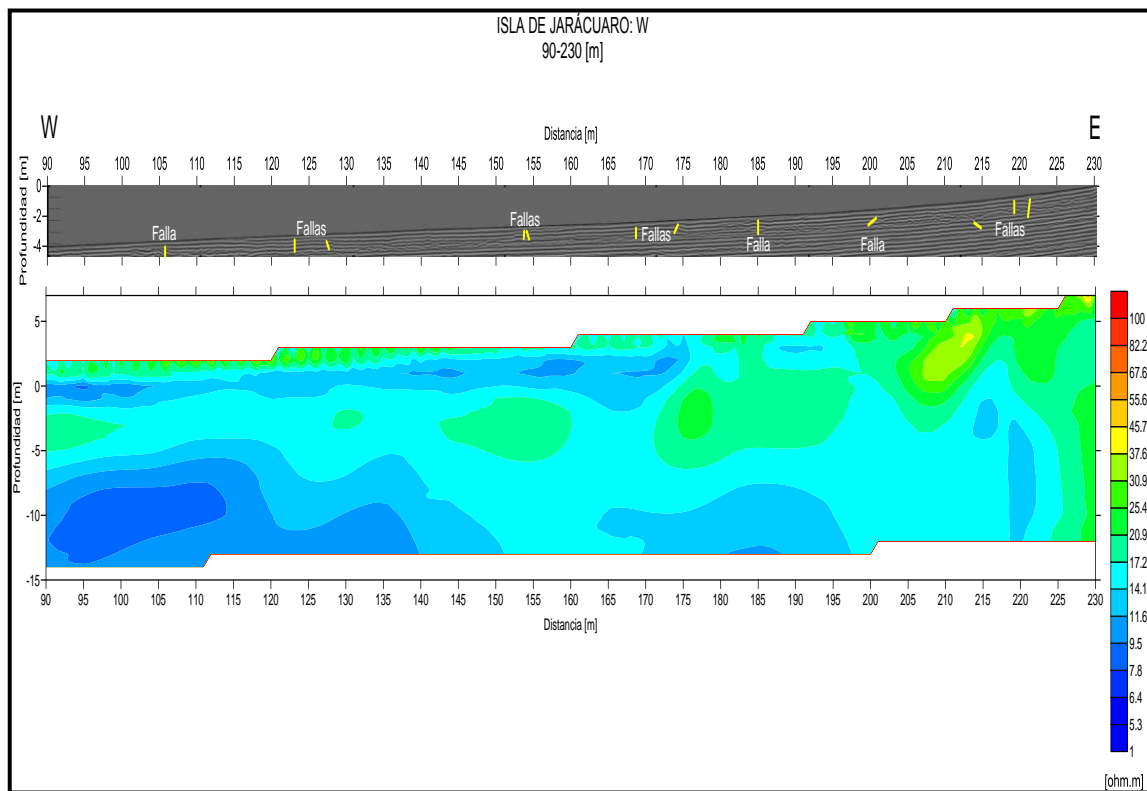 ISLA DE JARÁCUARO: W
90-230 [m]
W
E
Distancia [m]
90 95 100 105 110 115 120 125 130 135 140 145 150 155 160 165 170 175 180 185 190 195 200 205 210 215 220 225 230
Profundidad [m]
0
-2
-4
Falla
Fallas
Fallas
Fallas
Falla
Falla
Fallas
Profundidad [m]
5
0
-5
-10
-15
90 95 100 105 110 115 120 125 130 135 140 145 150 155 160 165 170 175 180 185 190 195 200 205 210 215 220 225 230
Distancia [m]
100
82.2
67.6
55.6
45.7
37.6
30.9
25.4
20.9
17.2
14.1
11.6
9.5
7.8
6.4
5.3
1
[ohm.m]